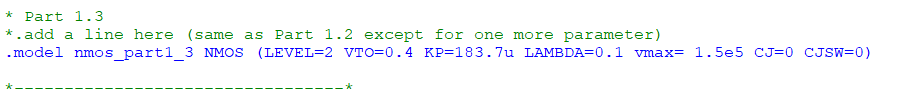 * Part 1.3
*.add a line here (same as Part 1.2 except for one more parameter)
.model nmos_part1_3 NMOS (LEVEL=2 VTO=0.4 KP=183.7u LAMBDA=0.1 vmax= 1.5e5 CJ=0 CJSW=0)
*---------------------------------*